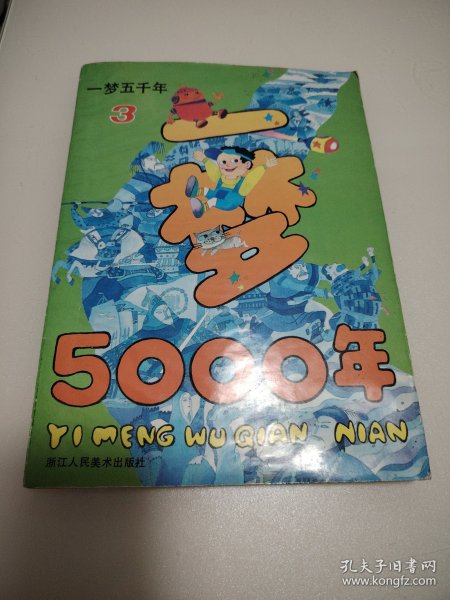 一梦五千年
3
一梦
5000年
YI MENG WU QIAN NIAN
浙江人民美术出版社
孔夫子旧书网
www.kongfz.com